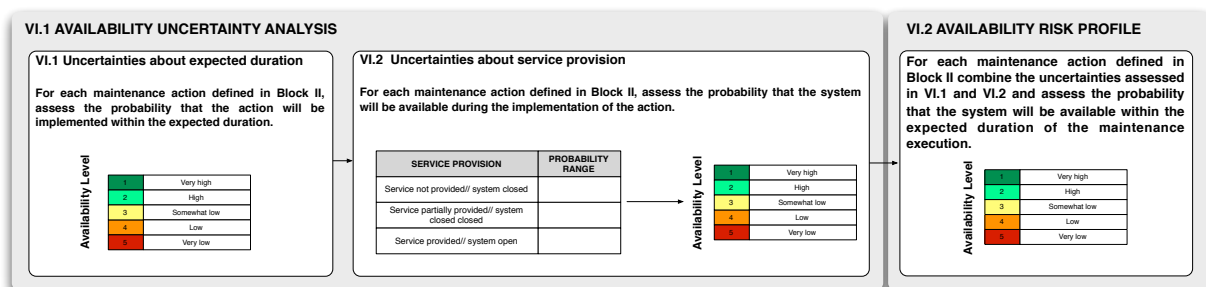 VI.1 AVAILABILITY UNCERTAINTY ANALYSIS
VI.1 Uncertainties about expected duration
For each maintenance action defined in Block II,
assess the probability that the action will be
implemented within the expected duration.
Availability Level
1 Very high
2 High
3 Somewhat low
4 Low
5 Very low
VI.2 Uncertainties about service provision
For each maintenance action defined in Block II, assess the probability that the system
will be available during the implementation of the action.
SERVICE PROVISION
PROBABILITY
RANGE
Service not provided// system closed
Service partially provided// system
closed closed
Service provided// system open
Availability Level
1 Very high
2 High
3 Somewhat low
4 Low
5 Very low
VI.2 AVAILABILITY RISK PROFILE
For each maintenance action defined in
Block II combine the uncertainties assessed
in VI.1 and VI.2 and assess the probability
that the system will be available within the
expected duration of the maintenance
execution.
Availability Level
1 Very high
2 High
3 Somewhat low
4 Low
5 Very low